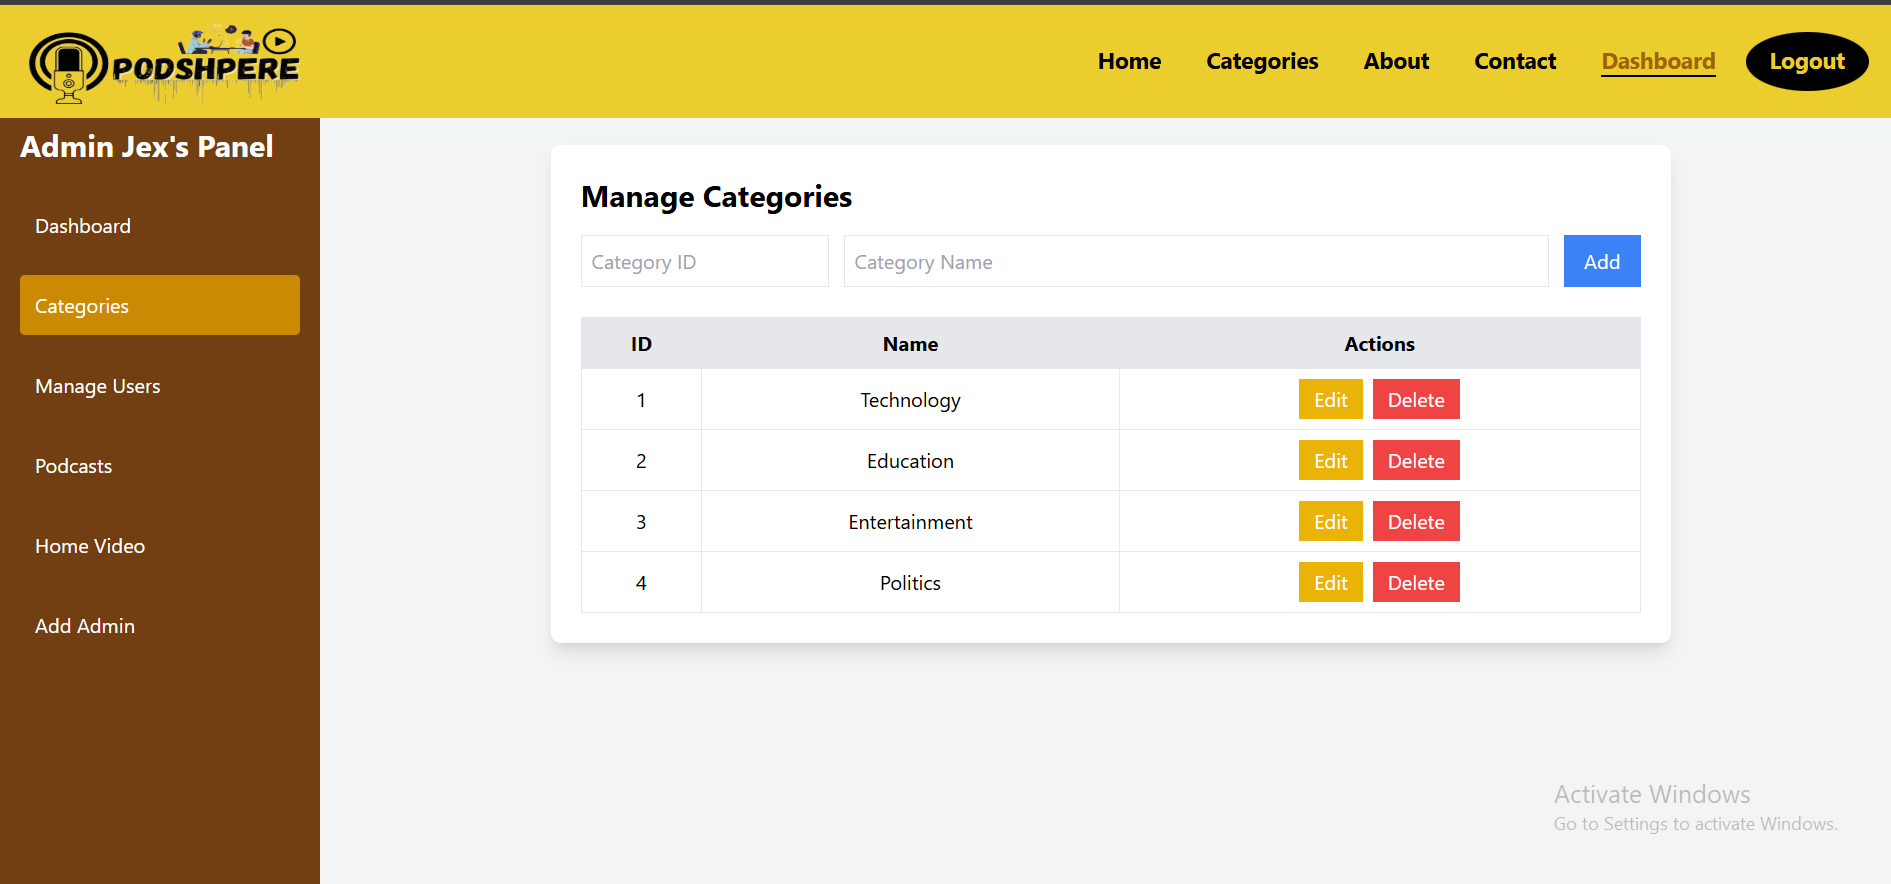 PODSHPERE
Home Categories About Contact Dashboard Logout
Admin Jex's Panel
Dashboard
Categories
Manage Users
Podcasts
Home Video
Add Admin
Manage Categories
Category ID Category Name Add
ID Name Actions
1 Technology Edit Delete
2 Education Edit Delete
3 Entertainment Edit Delete
4 Politics Edit Delete
Activate Windows
Go to Settings to activate Windows.